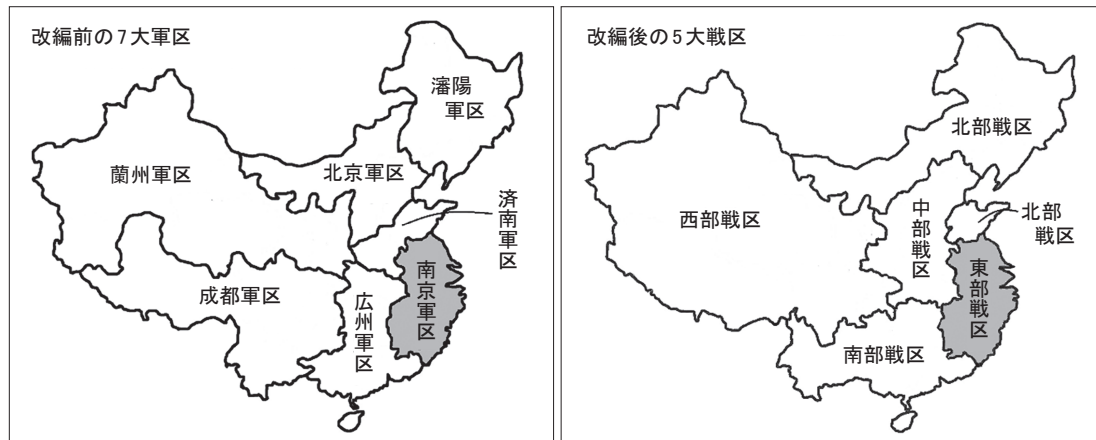 改編前の7大軍区
瀋陽
軍区
蘭州軍区
北京軍区
済南軍区
成都軍区
広州軍区
南京軍区
改編後の5大戦区
北部戦区
西部戦区
中部戦区
北部
戦区
東部戦区
南部戦区